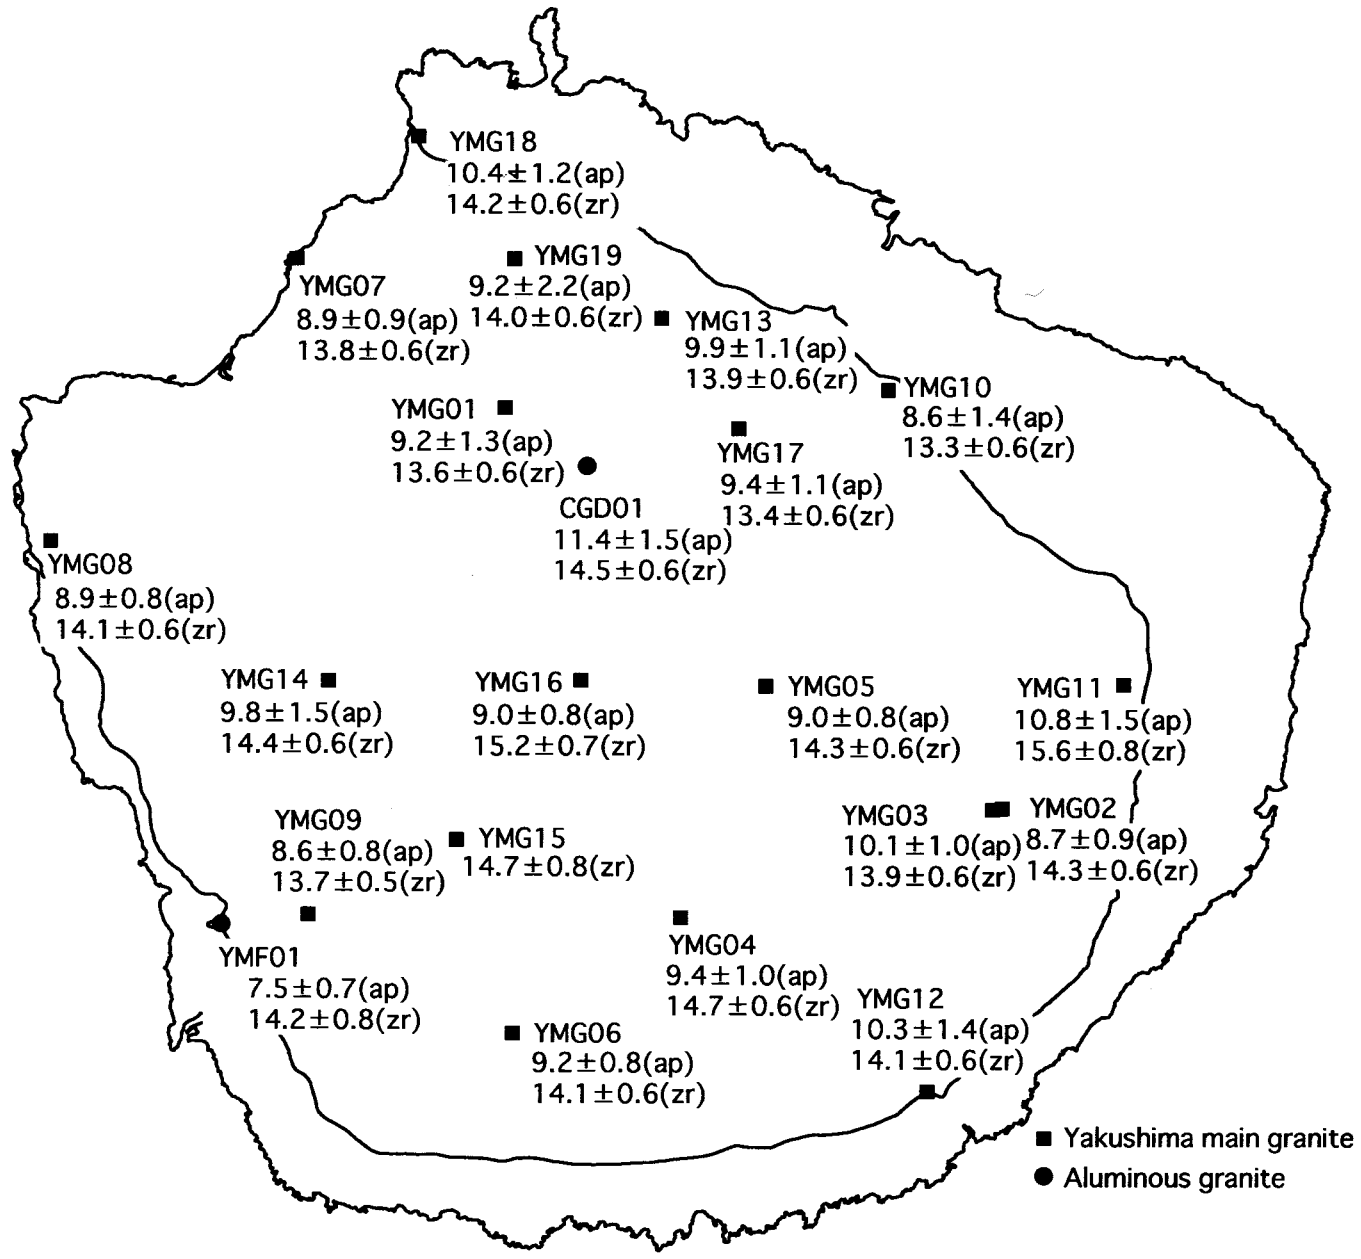 YMG18
10.4±1.2(ap)
14.2±0.6(zr)
YMG19
9.2±2.2(ap)
14.0±0.6(zr)
YMG07
8.9±0.9(ap)
13.8±0.6(zr)
YMG13
9.9±1.1(ap)
13.9±0.6(zr)
YMG10
8.6±1.4(ap)
13.3±0.6(zr)
YMG01
9.2±1.3(ap)
13.6±0.6(zr)
YMG17
9.4±1.1(ap)
13.4±0.6(zr)
CGD01
11.4±1.5(ap)
14.5±0.6(zr)
YMG08
8.9±0.8(ap)
14.1±0.6(zr)
YMG14
9.8±1.5(ap)
14.4±0.6(zr)
YMG16
9.0±0.8(ap)
15.2±0.7(zr)
YMG05
9.0±0.8(ap)
14.3±0.6(zr)
YMG11
10.8±1.5(ap)
15.6±0.8(zr)
YMG09
8.6±0.8(ap)
13.7±0.5(zr)
YMG15
14.7±0.8(zr)
YMG03
10.1±1.0(ap)
13.9±0.6(zr)
YMG02
8.7±0.9(ap)
14.3±0.6(zr)
YMF01
7.5±0.7(ap)
14.2±0.8(zr)
YMG04
9.4±1.0(ap)
14.7±0.6(zr)
YMG12
10.3±1.4(ap)
14.1±0.6(zr)
YMG06
9.2±0.8(ap)
14.1±0.6(zr)
Yakushima main granite
Aluminous granite